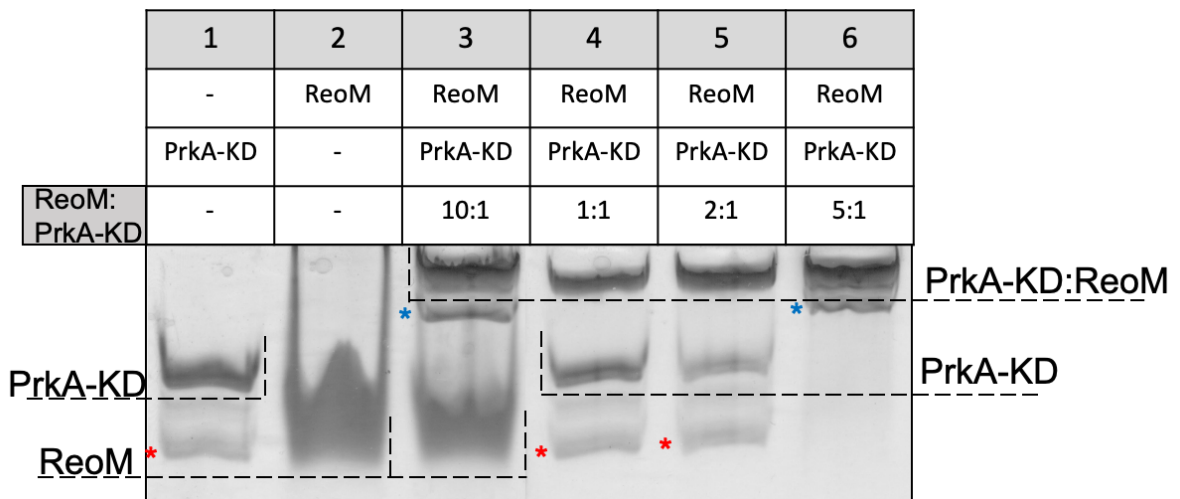 1 2 3 4 5 6
- ReoM ReoM ReoM ReoM ReoM
PrkA-KD - PrkA-KD PrkA-KD PrkA-KD PrkA-KD
ReoM:
PrkA-KD - - 10:1 1:1 2:1 5:1
PrkA-KD:ReoM
*
*
PrkA-KD
PrkA-KD
*
*
*
ReoM